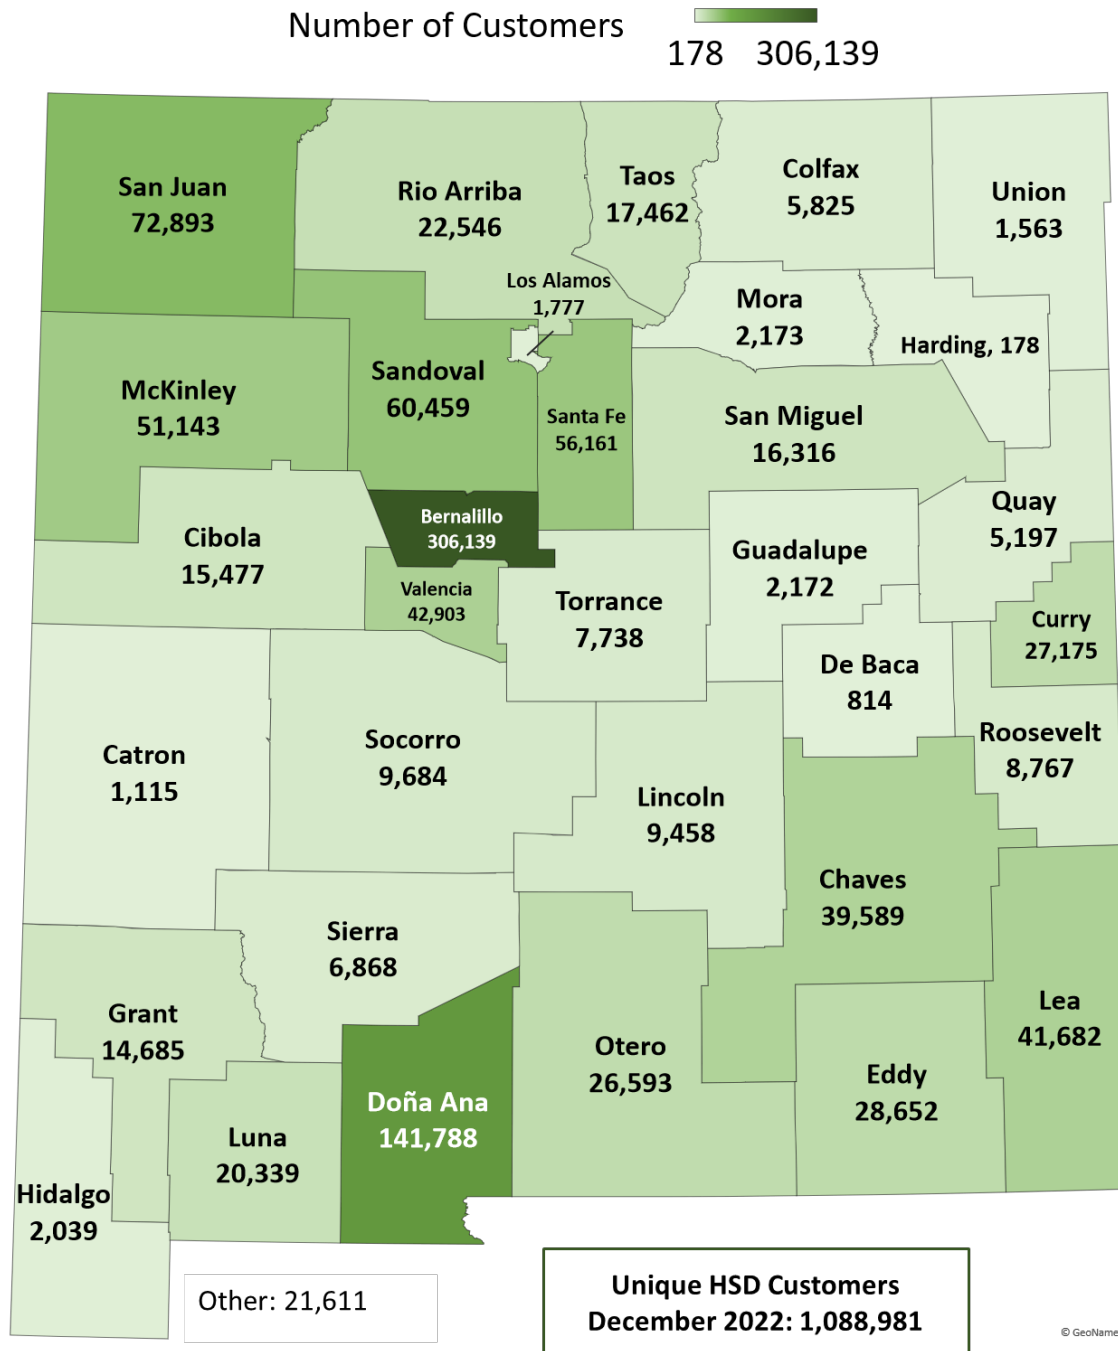 Number of Customers
178 306,139
San Juan
72,893
Rio Arriba
22,546
Taos
17,462
Colfax
5,825
Union
1,563
Los Alamos
1,777
Mora
2,173
Harding, 178
McKinley
51,143
Sandoval
60,459
Santa Fe
56,161
San Miguel
16,316
Quay
5,197
Cibola
15,477
Bernalillo
306,139
Valencia
42,903
Torrance
7,738
Guadalupe
2,172
Curry
27,175
De Baca
814
Roosevelt
8,767
Catron
1,115
Socorro
9,684
Lincoln
9,458
Chaves
39,589
Sierra
6,868
Grant
14,685
Lea
41,682
Otero
26,593
Eddy
28,652
Doña Ana
141,788
Luna
20,339
Hidalgo
2,039
Other: 21,611
Unique HSD Customers
December 2022: 1,088,981
© GeoName